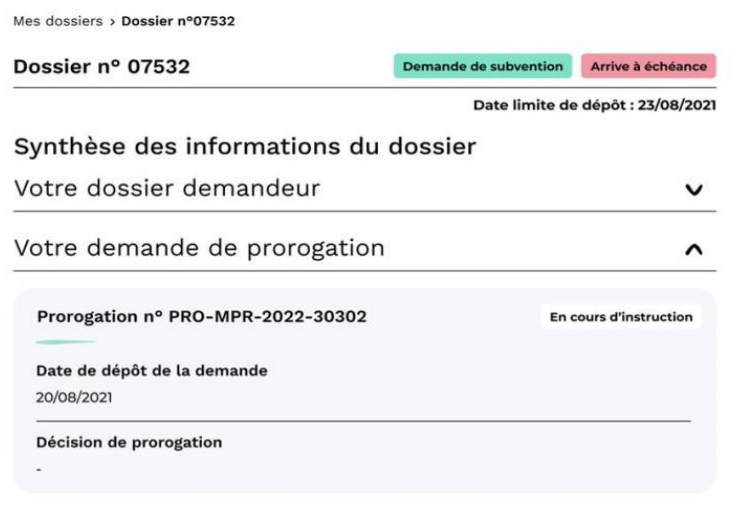 Mes dossiers › Dossier n°07532
Dossier n° 07532
Demande de subvention
Arrive à échéance
Date limite de dépôt : 23/08/2021
Synthèse des informations du dossier
Votre dossier demandeur
Votre demande de prorogation
Prorogation n° PRO-MPR-2022-30302
En cours d'instruction
Date de dépôt de la demande
20/08/2021
Décision de prorogation
-